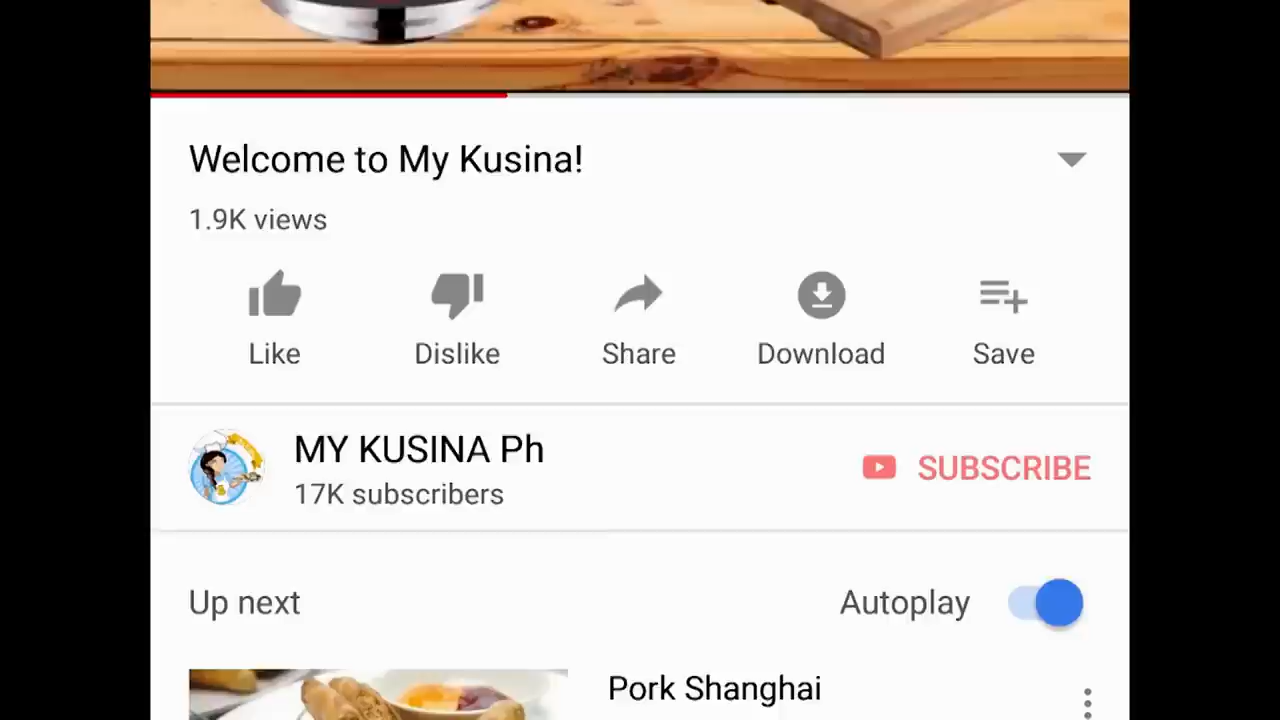 Welcome to My Kusina!
1.9K views
Like Dislike Share Download Save
MY KUSINA Ph
17K subscribers
SUBSCRIBE
Up next
Autoplay
Pork Shanghai